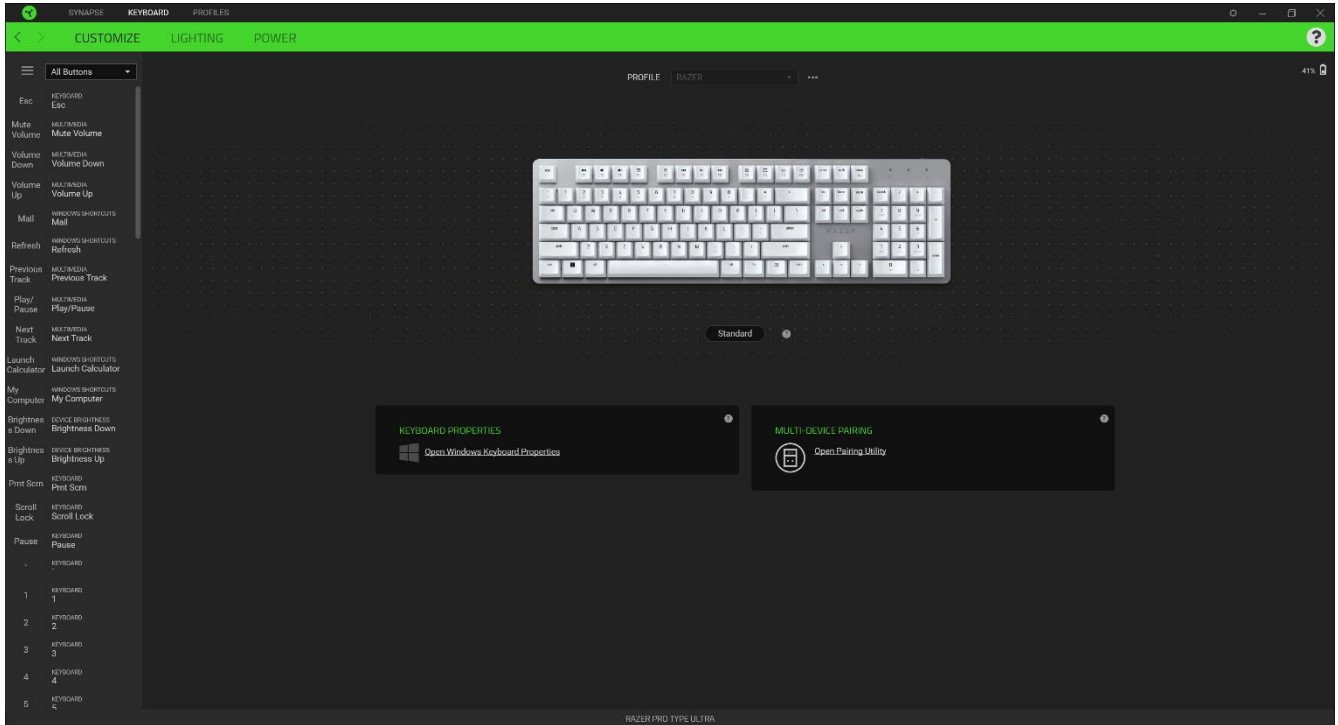 SYNAPSE KEYBOARD PROFILES
CUSTOMIZE LIGHTING POWER ?
All Buttons
PROFILE RAZER
41%
Esc KEYBOARD
Esc
Mute Volume MULTIMEDIA
Mute Volume
Volume Down MULTIMEDIA
Volume Down
Volume Up MULTIMEDIA
Volume Up
Mail WINDOWS SHORTCUTS
Mail
Refresh WINDOWS SHORTCUTS
Refresh
Previous Track MULTIMEDIA
Previous Track
Play/ Pause MULTIMEDIA
Play/Pause
Next Track MULTIMEDIA
Next Track
Launch Calculator WINDOWS SHORTCUTS
Launch Calculator
My Computer WINDOWS SHORTCUTS
My Computer
Brightnes s Down DEVICE BRIGHTNESS
Brightness Down
Brightnes s Up DEVICE BRIGHTNESS
Brightness Up
Prnt Scrn KEYBOARD
Prnt Scrn
Scroll Lock KEYBOARD
Scroll Lock
Pause KEYBOARD
Pause
` KEYBOARD
`
1 KEYBOARD
1
2 KEYBOARD
2
3 KEYBOARD
3
4 KEYBOARD
4
5 KEYBOARD
5
RAZER
Standard ?
KEYBOARD PROPERTIES ?
Open Windows Keyboard Properties
MULTI-DEVICE PAIRING ?
Open Pairing Utility
RAZER PRO TYPE ULTRA